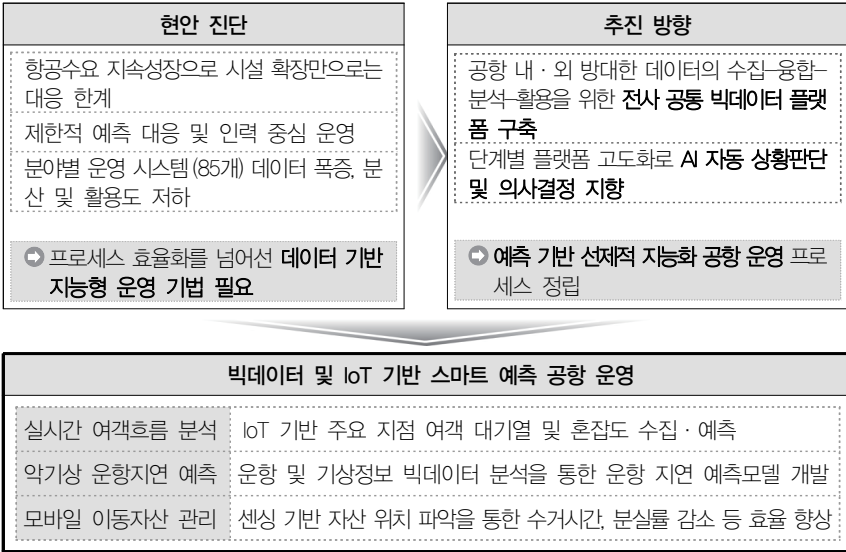 현안 진단
항공수요 지속성장으로 시설 확장만으로는
대응 한계
제한적 예측 대응 및 인력 중심 운영
분야별 운영 시스템(85개) 데이터 폭증, 분
산 및 활용도 저하
프로세스 효율화를 넘어선 데이터 기반
지능형 운영 기법 필요
추진 방향
공항 내·외 방대한 데이터의 수집-융합-
분석-활용을 위한 전사 공통 빅데이터 플랫
폼 구축
단계별 플랫폼 고도화로 AI 자동 상황판단
및 의사결정 지향
예측 기반 선제적 지능화 공항 운영 프로
세스 정립
빅데이터 및 IoT 기반 스마트 예측 공항 운영
실시간 여객흐름 분석 IoT 기반 주요 지점 여객 대기열 및 혼잡도 수집·예측
악기상 운항지연 예측 운항 및 기상정보 빅데이터 분석을 통한 운항 지연 예측모델 개발
모바일 이동자산 관리 센싱 기반 자산 위치 파악을 통한 수거시간, 분실률 감소 등 효율 향상